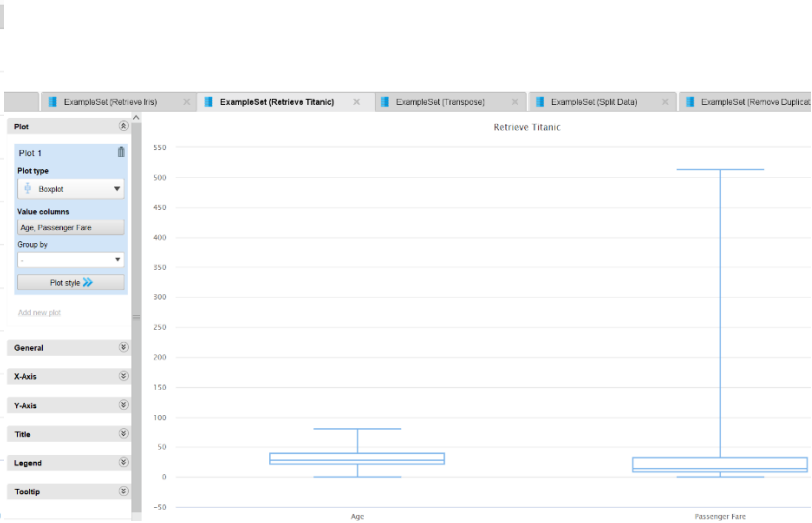 ExampleSet (Retrieve Iris)
ExampleSet (Retrieve Titanic)
ExampleSet (Transpose)
ExampleSet (Split Data)
ExampleSet (Remove Duplicat
Plot
Plot 1
Plot type
Boxplot
Value columns
Age, Passenger Fare
Group by
-
Plot style
Add new plot
General
X-Axis
Y-Axis
Title
Legend
Tooltip
Retrieve Titanic
550
500
450
400
350
300
250
200
150
100
50
0
-50
Age
Passenger Fare